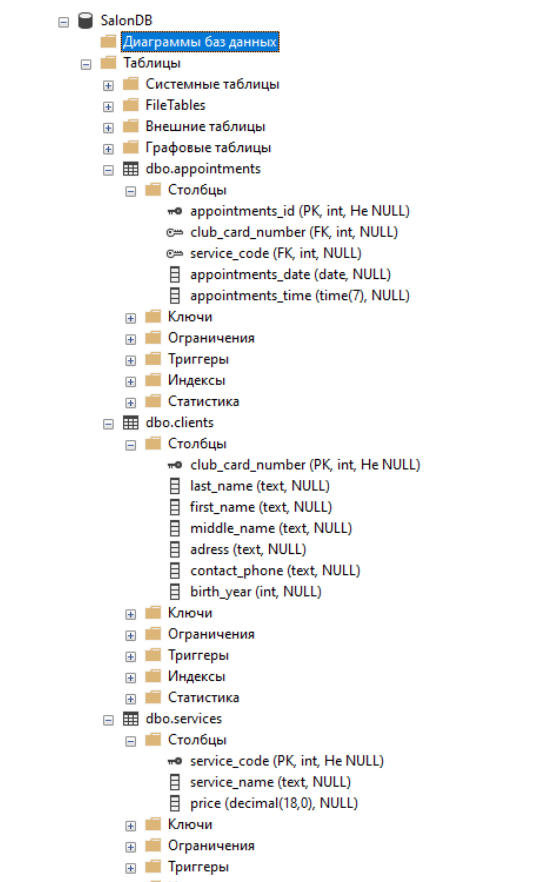 SalonDB
Диаграммы баз данных
Таблицы
Системные таблицы
FileTables
Внешние таблицы
Графовые таблицы
dbo.appointments
Столбцы
appointments_id (PK, int, Не NULL)
club_card_number (FK, int, NULL)
service_code (FK, int, NULL)
appointments_date (date, NULL)
appointments_time (time(7), NULL)
Ключи
Ограничения
Триггеры
Индексы
Статистика
dbo.clients
Столбцы
club_card_number (PK, int, Не NULL)
last_name (text, NULL)
first_name (text, NULL)
middle_name (text, NULL)
adress (text, NULL)
contact_phone (text, NULL)
birth_year (int, NULL)
Ключи
Ограничения
Триггеры
Индексы
Статистика
dbo.services
Столбцы
service_code (PK, int, Не NULL)
service_name (text, NULL)
price (decimal(18,0), NULL)
Ключи
Ограничения
Триггеры